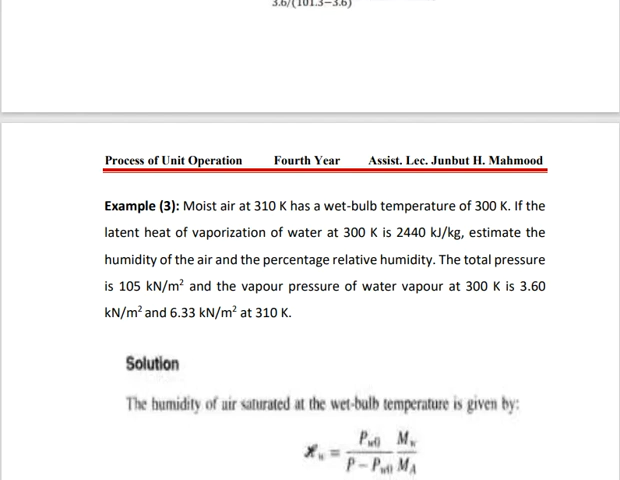 3.6/(101.3−3.6)
Process of Unit Operation Fourth Year Assist. Lec. Junbut H. Mahmood
Example (3): Moist air at 310 K has a wet-bulb temperature of 300 K. If the
latent heat of vaporization of water at 300 K is 2440 kJ/kg, estimate the
humidity of the air and the percentage relative humidity. The total pressure
is 105 kN/m² and the vapour pressure of water vapour at 300 K is 3.60
kN/m² and 6.33 kN/m² at 310 K.
Solution
The humidity of air saturated at the wet-bulb temperature is given by:
ℋw = Pw0 / (P − Pw0) Mw / MA